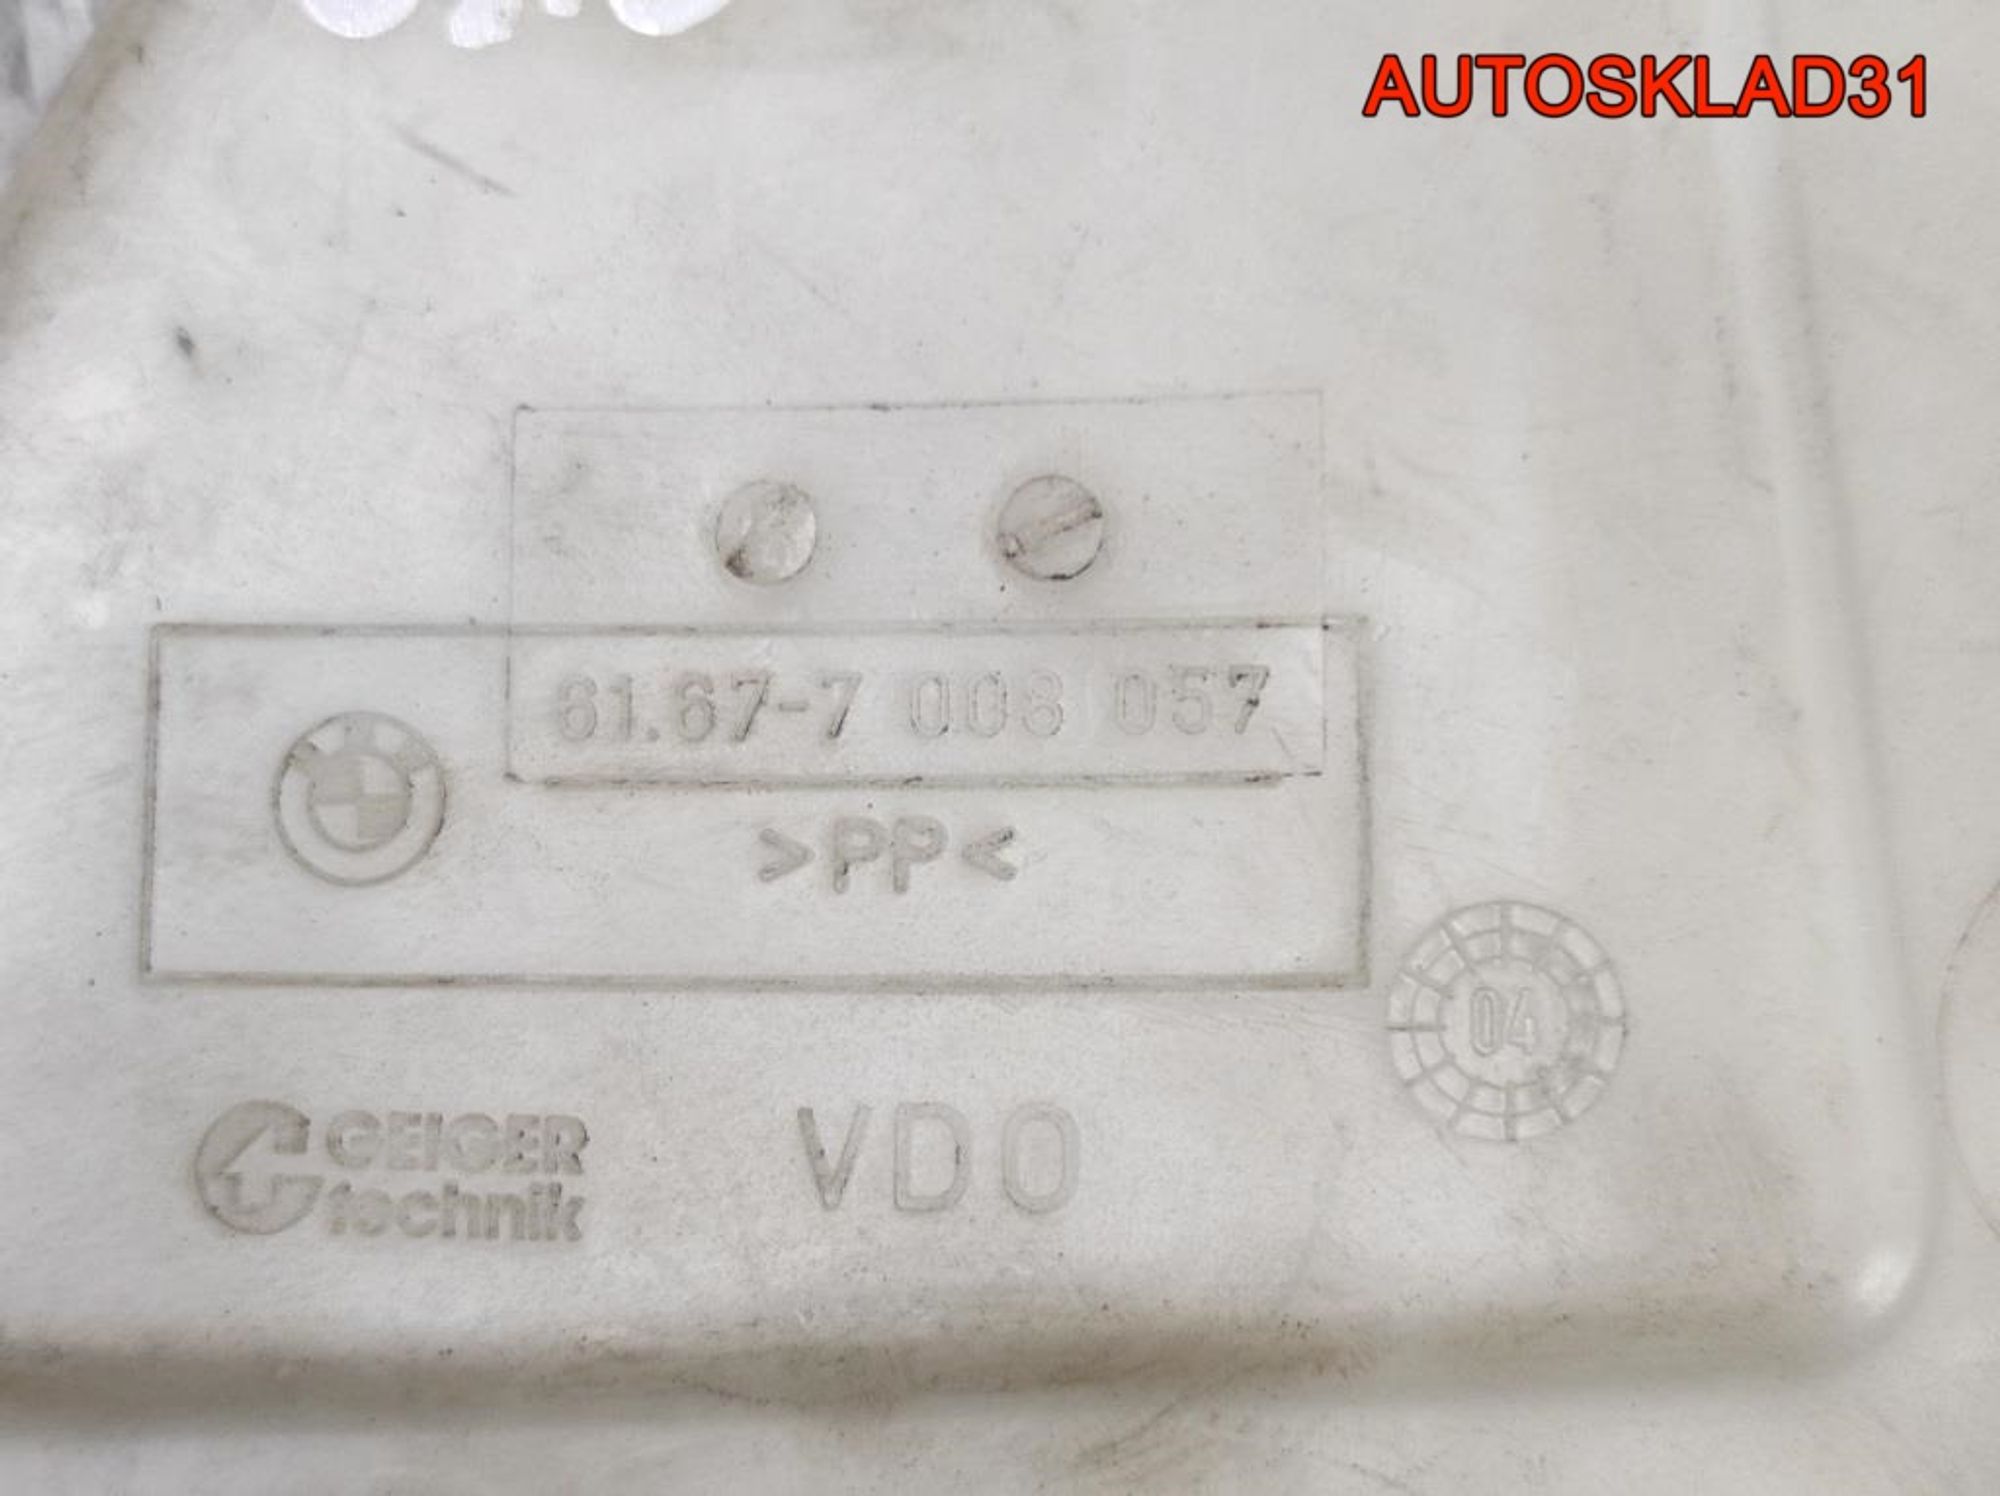 AUTOSKLAD31
61.67-7 008 057
>PP<
04
GEIGER
technik
VDO